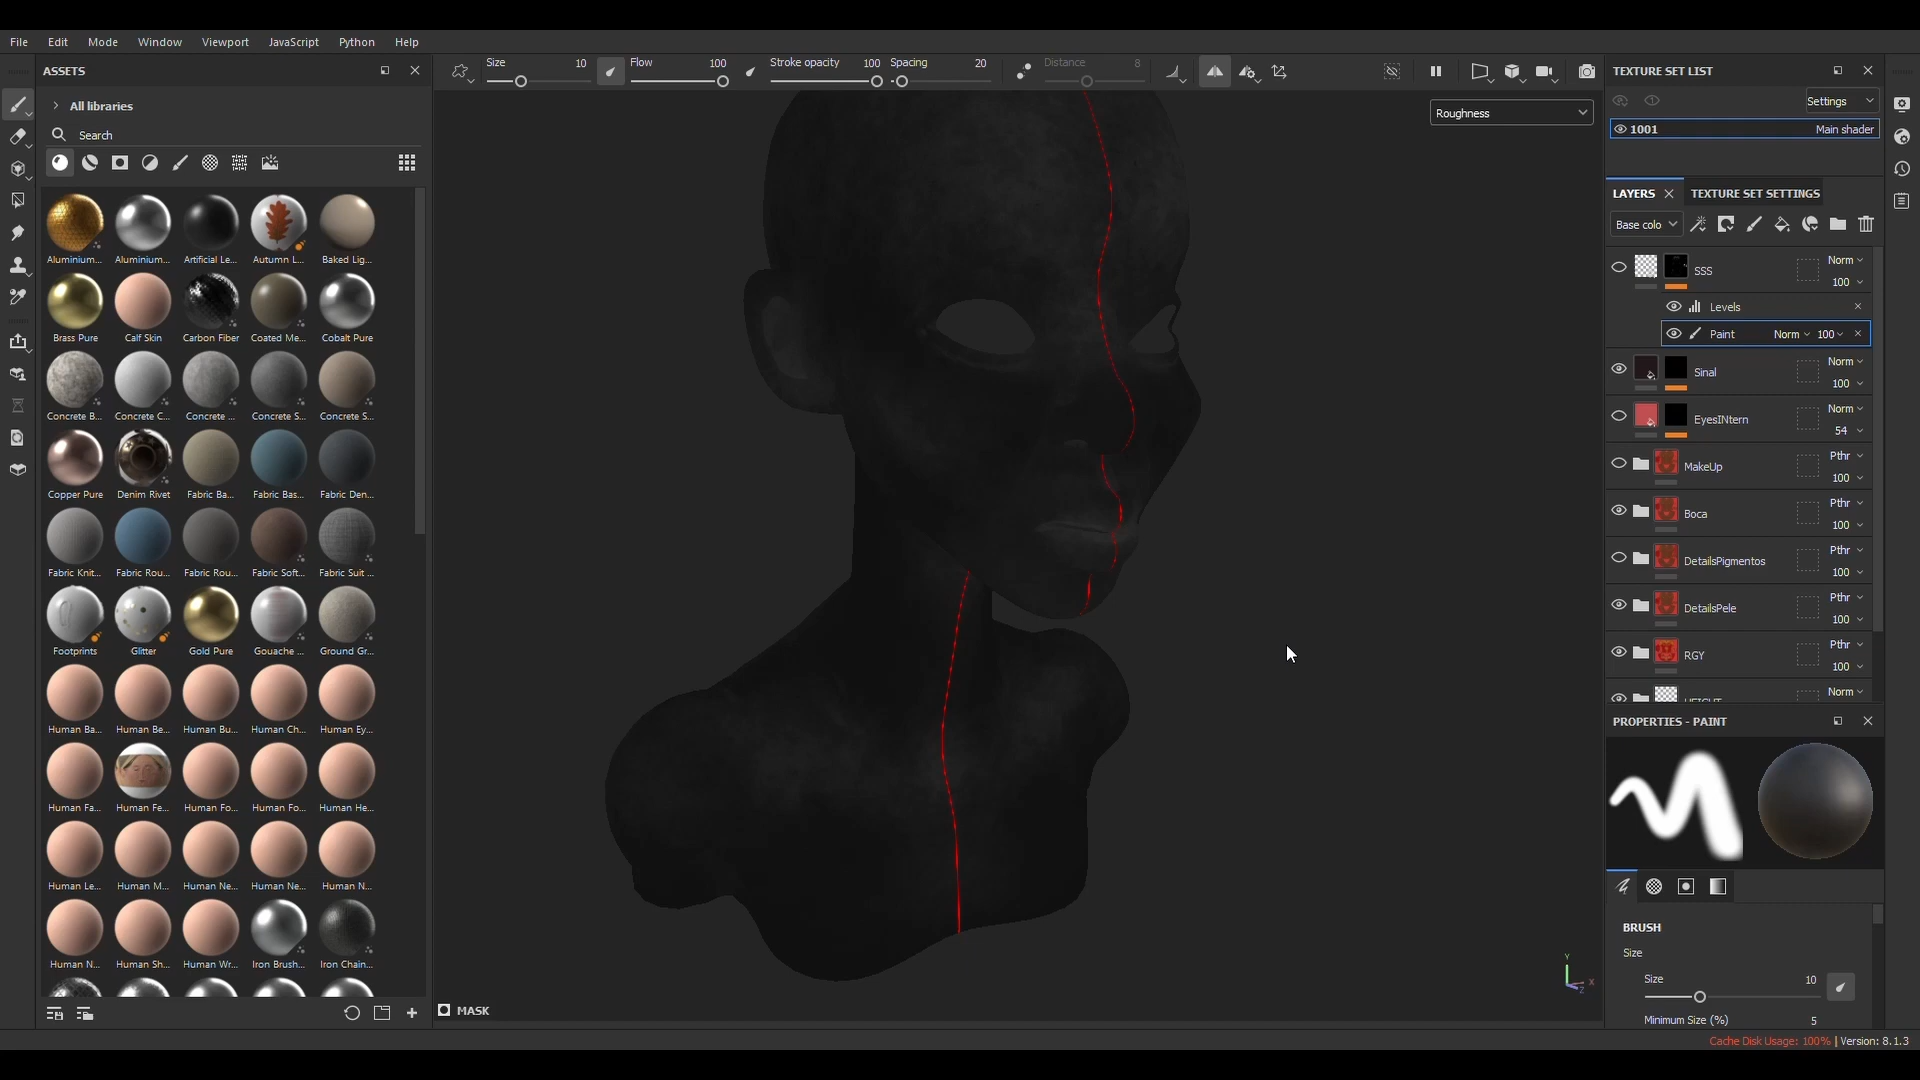 File Edit Mode Window Viewport JavaScript Python Help
ASSETS
All libraries
Search
Aluminium... Aluminium... Artificial Le... Autumn L... Baked Lig...
Brass Pure Calf Skin Carbon Fiber Coated Me... Cobalt Pure
Concrete B... Concrete C... Concrete ... Concrete S... Concrete S...
Copper Pure Denim Rivet Fabric Ba... Fabric Bas... Fabric Den...
Fabric Knit... Fabric Rou... Fabric Rou... Fabric Soft... Fabric Suit ...
Footprints Glitter Gold Pure Gouache ... Ground Gr...
Human Ba... Human Be... Human Bu... Human Ch... Human Ey...
Human Fa... Human Fe... Human Fo... Human Fo... Human He...
Human Le... Human M... Human Ne... Human Ne... Human N...
Human N... Human Sh... Human Wr... Iron Brush... Iron Chain...
Size 10 Flow 100 Stroke opacity 100 Spacing 20 Distance 8
Roughness
MASK
Y
X
Z
TEXTURE SET LIST
Settings
1001 Main shader
LAYERS TEXTURE SET SETTINGS
Base colo
SSS Norm
100
Levels
Paint Norm 100
Sinal Norm
100
EyesINtern Norm
54
MakeUp Pthr
100
Boca Pthr
100
DetailsPigmentos Pthr
100
DetailsPele Pthr
100
RGY Pthr
100
HEIGHT Norm
PROPERTIES - PAINT
BRUSH
Size
Size 10
Minimum Size (%) 5
Cache Disk Usage: 100% | Version: 8.1.3